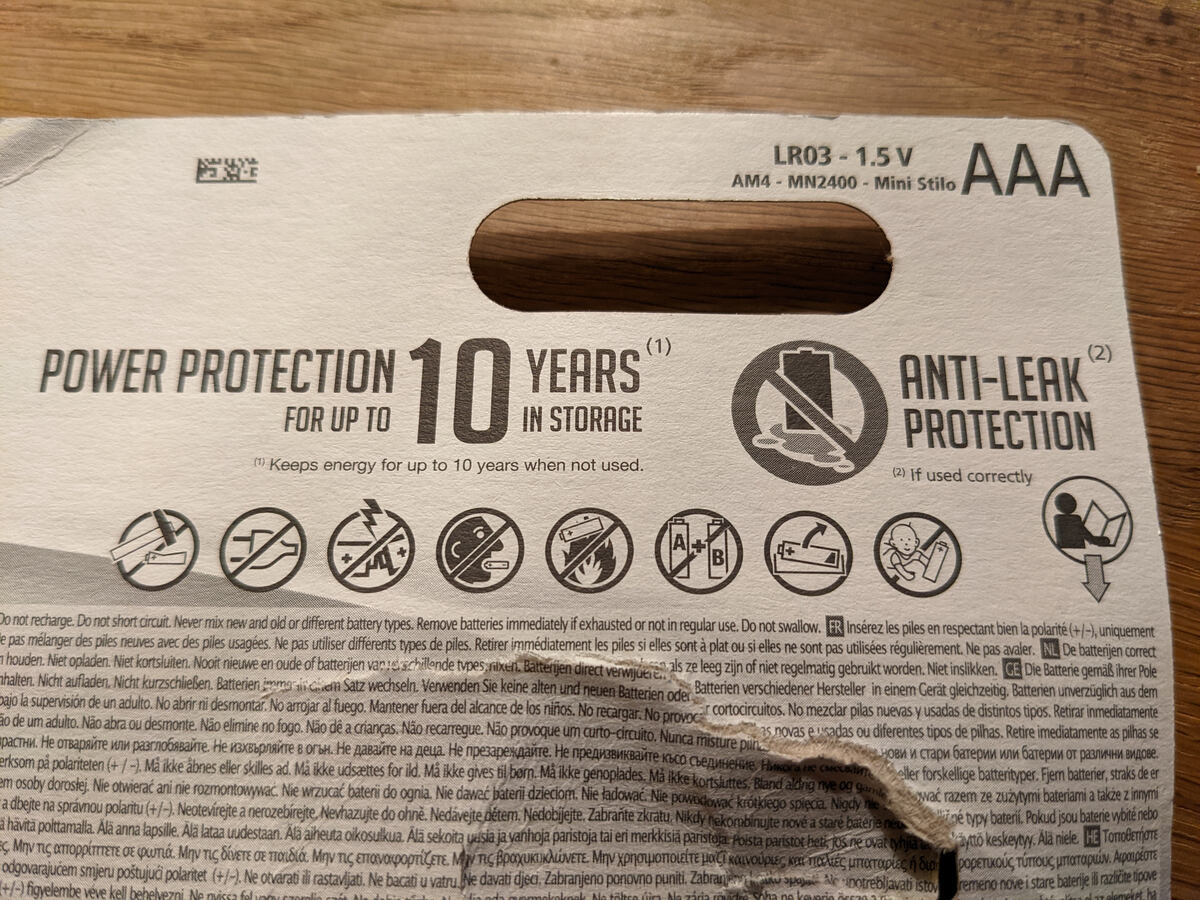 LR03 - 1.5 V
AM4 - MN2400 - Mini Stilo AAA
POWER PROTECTION 10 YEARS (1)
FOR UP TO IN STORAGE
(1) Keeps energy for up to 10 years when not used.
ANTI-LEAK (2)
PROTECTION
(2) If used correctly
A + B
Do not recharge. Do not short circuit. Never mix new and old or different battery types. Remove batteries immediately if exhausted or not in regular use. Do not swallow. FR Insérez les piles en respectant bien la polarité (+/-), uniquement
pas mélanger des piles neuves avec des piles usagées. Ne pas utiliser différents types de piles. Retirer immédiatement les piles si elles sont à plat ou si elles ne sont pas utilisées régulièrement. Ne pas avaler. NL De batterijen correct
houden. Niet opladen. Niet kortsluiten. Nooit nieuwe en oude of batterijen van types mixen. Batterijen direct verwijderen als ze leeg zijn of niet regelmatig gebruikt worden. Niet inslikken. GE Die Batterie gemäß ihrer Pole
Nicht aufladen. Nicht kurzschließen. Batterien Satz wechseln. Verwenden Sie keine alten und neuen Batterien oder Batterien verschiedener Hersteller in einem Gerät gleichzeitig. Batterien unverzüglich aus dem
bajo la supervisión de un adulto. No abrir ni desmontar. No arrojar al fuego. Mantener fuera del alcance de los niños. No recargar. No provocar cortocircuitos. No mezclar pilas nuevas y usadas de distintos tipos. Retirar inmediatamente
de um adulto. Não abra ou desmonte. Não elimine no fogo. Não dê a crianças. Não recarregue. Não provoque um curto-circuito. Nunca misture novas e usadas ou diferentes tipos de pilhas. Retire imediatamente as pilhas se
Не отваряйте или разглобявайте. Не изхвърляйте в огън. Не давайте на деца. Не презареждайте. Не предизвиквайте късо съединение. Никога не и стари батерии или батерии от различни видове.
på polariteten (+ / -). Må ikke åbnes eller skilles ad. Må ikke udsættes for ild. Må ikke gives til børn. Må ikke genoplades. Må ikke kortsluttes. Bland aldrig nye og eller forskellige batterityper. Fjern batterier, straks de er
osoby dorosłej. Nie otwierać ani nie rozmontowywać. Nie wrzucać baterii do ognia. Nie dawać baterii dzieciom. Nie ładować. Nie powodować krótkiego spięcia. Nigdy nie razem ze zużytymi bateriami a także z innymi
a dbejte na správnou polaritu (+/-). Neotevírejte a nerozebírejte. Nevhazujte do ohně. Nedávejte dětem. Nedobíjejte. Zabraňte zkratu. Nikdy nekombinujte nové a staré baterie typy baterií. Pokud jsou baterie vybité nebo
hävitä polttamalla. Älä anna lapsille. Älä lataa uudestaan. Älä aiheuta oikosulkua. Älä sekoita uusia ja vanhoja paristoja tai eri merkkisiä paristoja. Poista paristot heti, jos ne ovat tyhjiä käyttö keskeytyy. Älä niele. HE Τοποθετήστε
Μην τις απορρίπτετε σε φωτιά. Μην τις δίνετε σε παιδιά. Μην τις επαναφορτίζετε. Μην τις βραχυκυκλώνετε. Μην χρησιμοποιείτε μαζί καινούριες και παλιές μπαταρίες ή τύπους μπαταριών. Αφαιρέστε
odgovarajućem smjeru poštujući polaritet (+/-). Ne otvarati ili rastavljati. Ne bacati u vatru. Ne davati djeci. Zabranjeno ponovno puniti. upotrebljavati nove i stare baterije ili različite tipove
(+/-) figyelembe véve kell behelyezni.